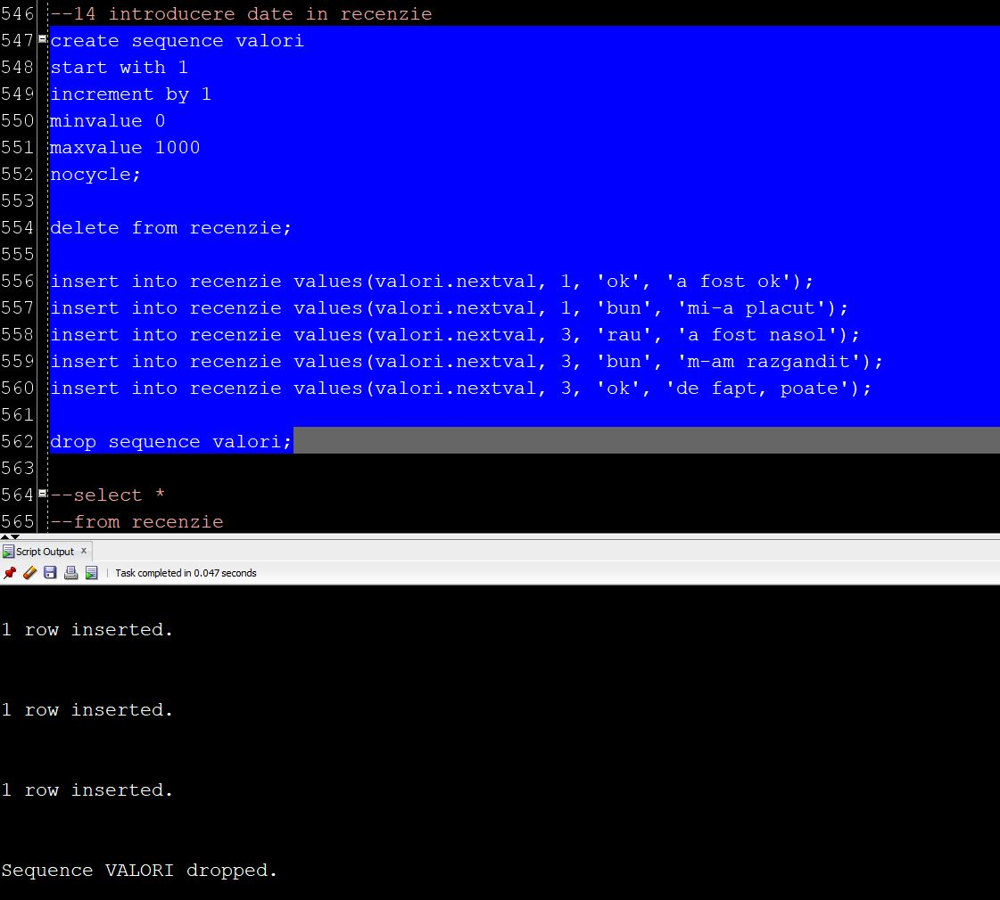 546 --14 introducere date in recenzie
547 create sequence valori
548 start with 1
549 increment by 1
550 minvalue 0
551 maxvalue 1000
552 nocycle;
553
554 delete from recenzie;
555
556 insert into recenzie values(valori.nextval, 1, 'ok', 'a fost ok');
557 insert into recenzie values(valori.nextval, 1, 'bun', 'mi-a placut');
558 insert into recenzie values(valori.nextval, 3, 'rau', 'a fost nasol');
559 insert into recenzie values(valori.nextval, 3, 'bun', 'm-am razgandit');
560 insert into recenzie values(valori.nextval, 3, 'ok', 'de fapt, poate');
561
562 drop sequence valori;
563
564 --select *
565 --from recenzie
Script Output x
Task completed in 0.047 seconds
1 row inserted.
1 row inserted.
1 row inserted.
Sequence VALORI dropped.